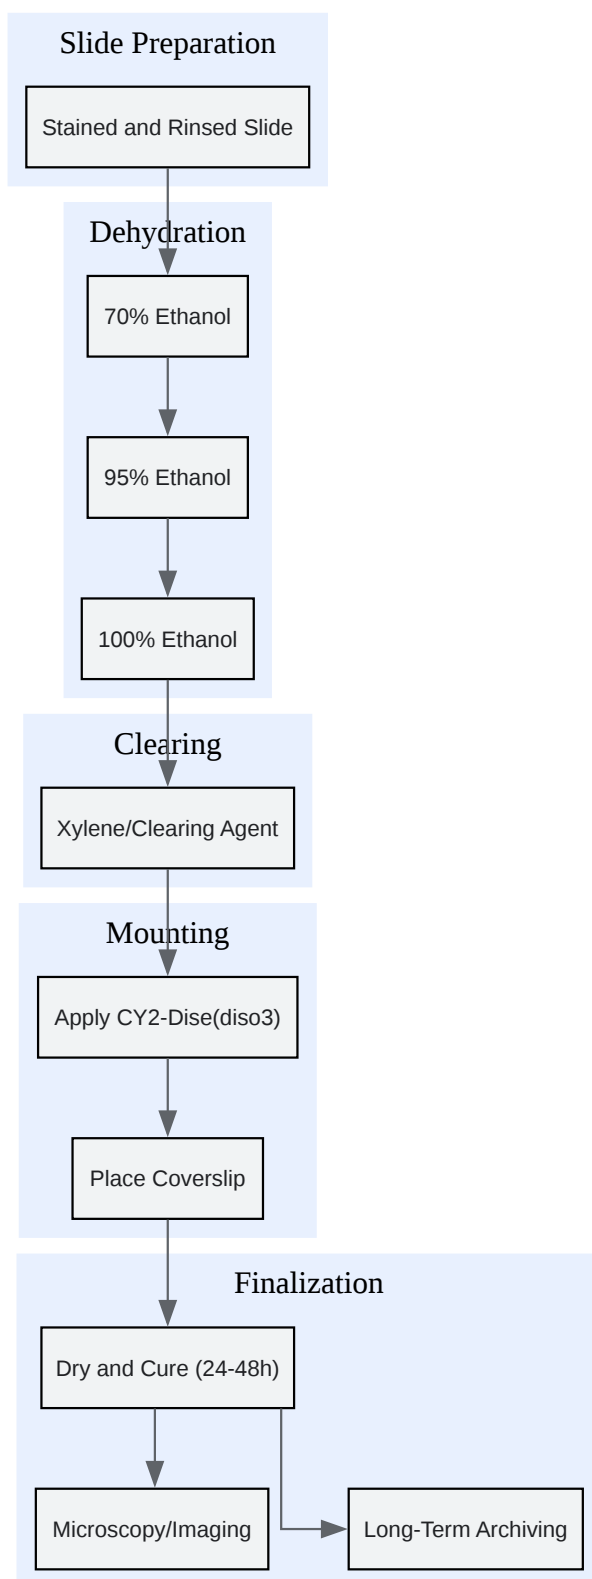 Slide Preparation
Stained and Rinsed Slide
Dehydration
70% Ethanol
95% Ethanol
100% Ethanol
Clearing
Xylene/Clearing Agent
Mounting
Apply CY2-Dise(diso3)
Place Coverslip
Finalization
Dry and Cure (24-48h)
Microscopy/Imaging
Long-Term Archiving